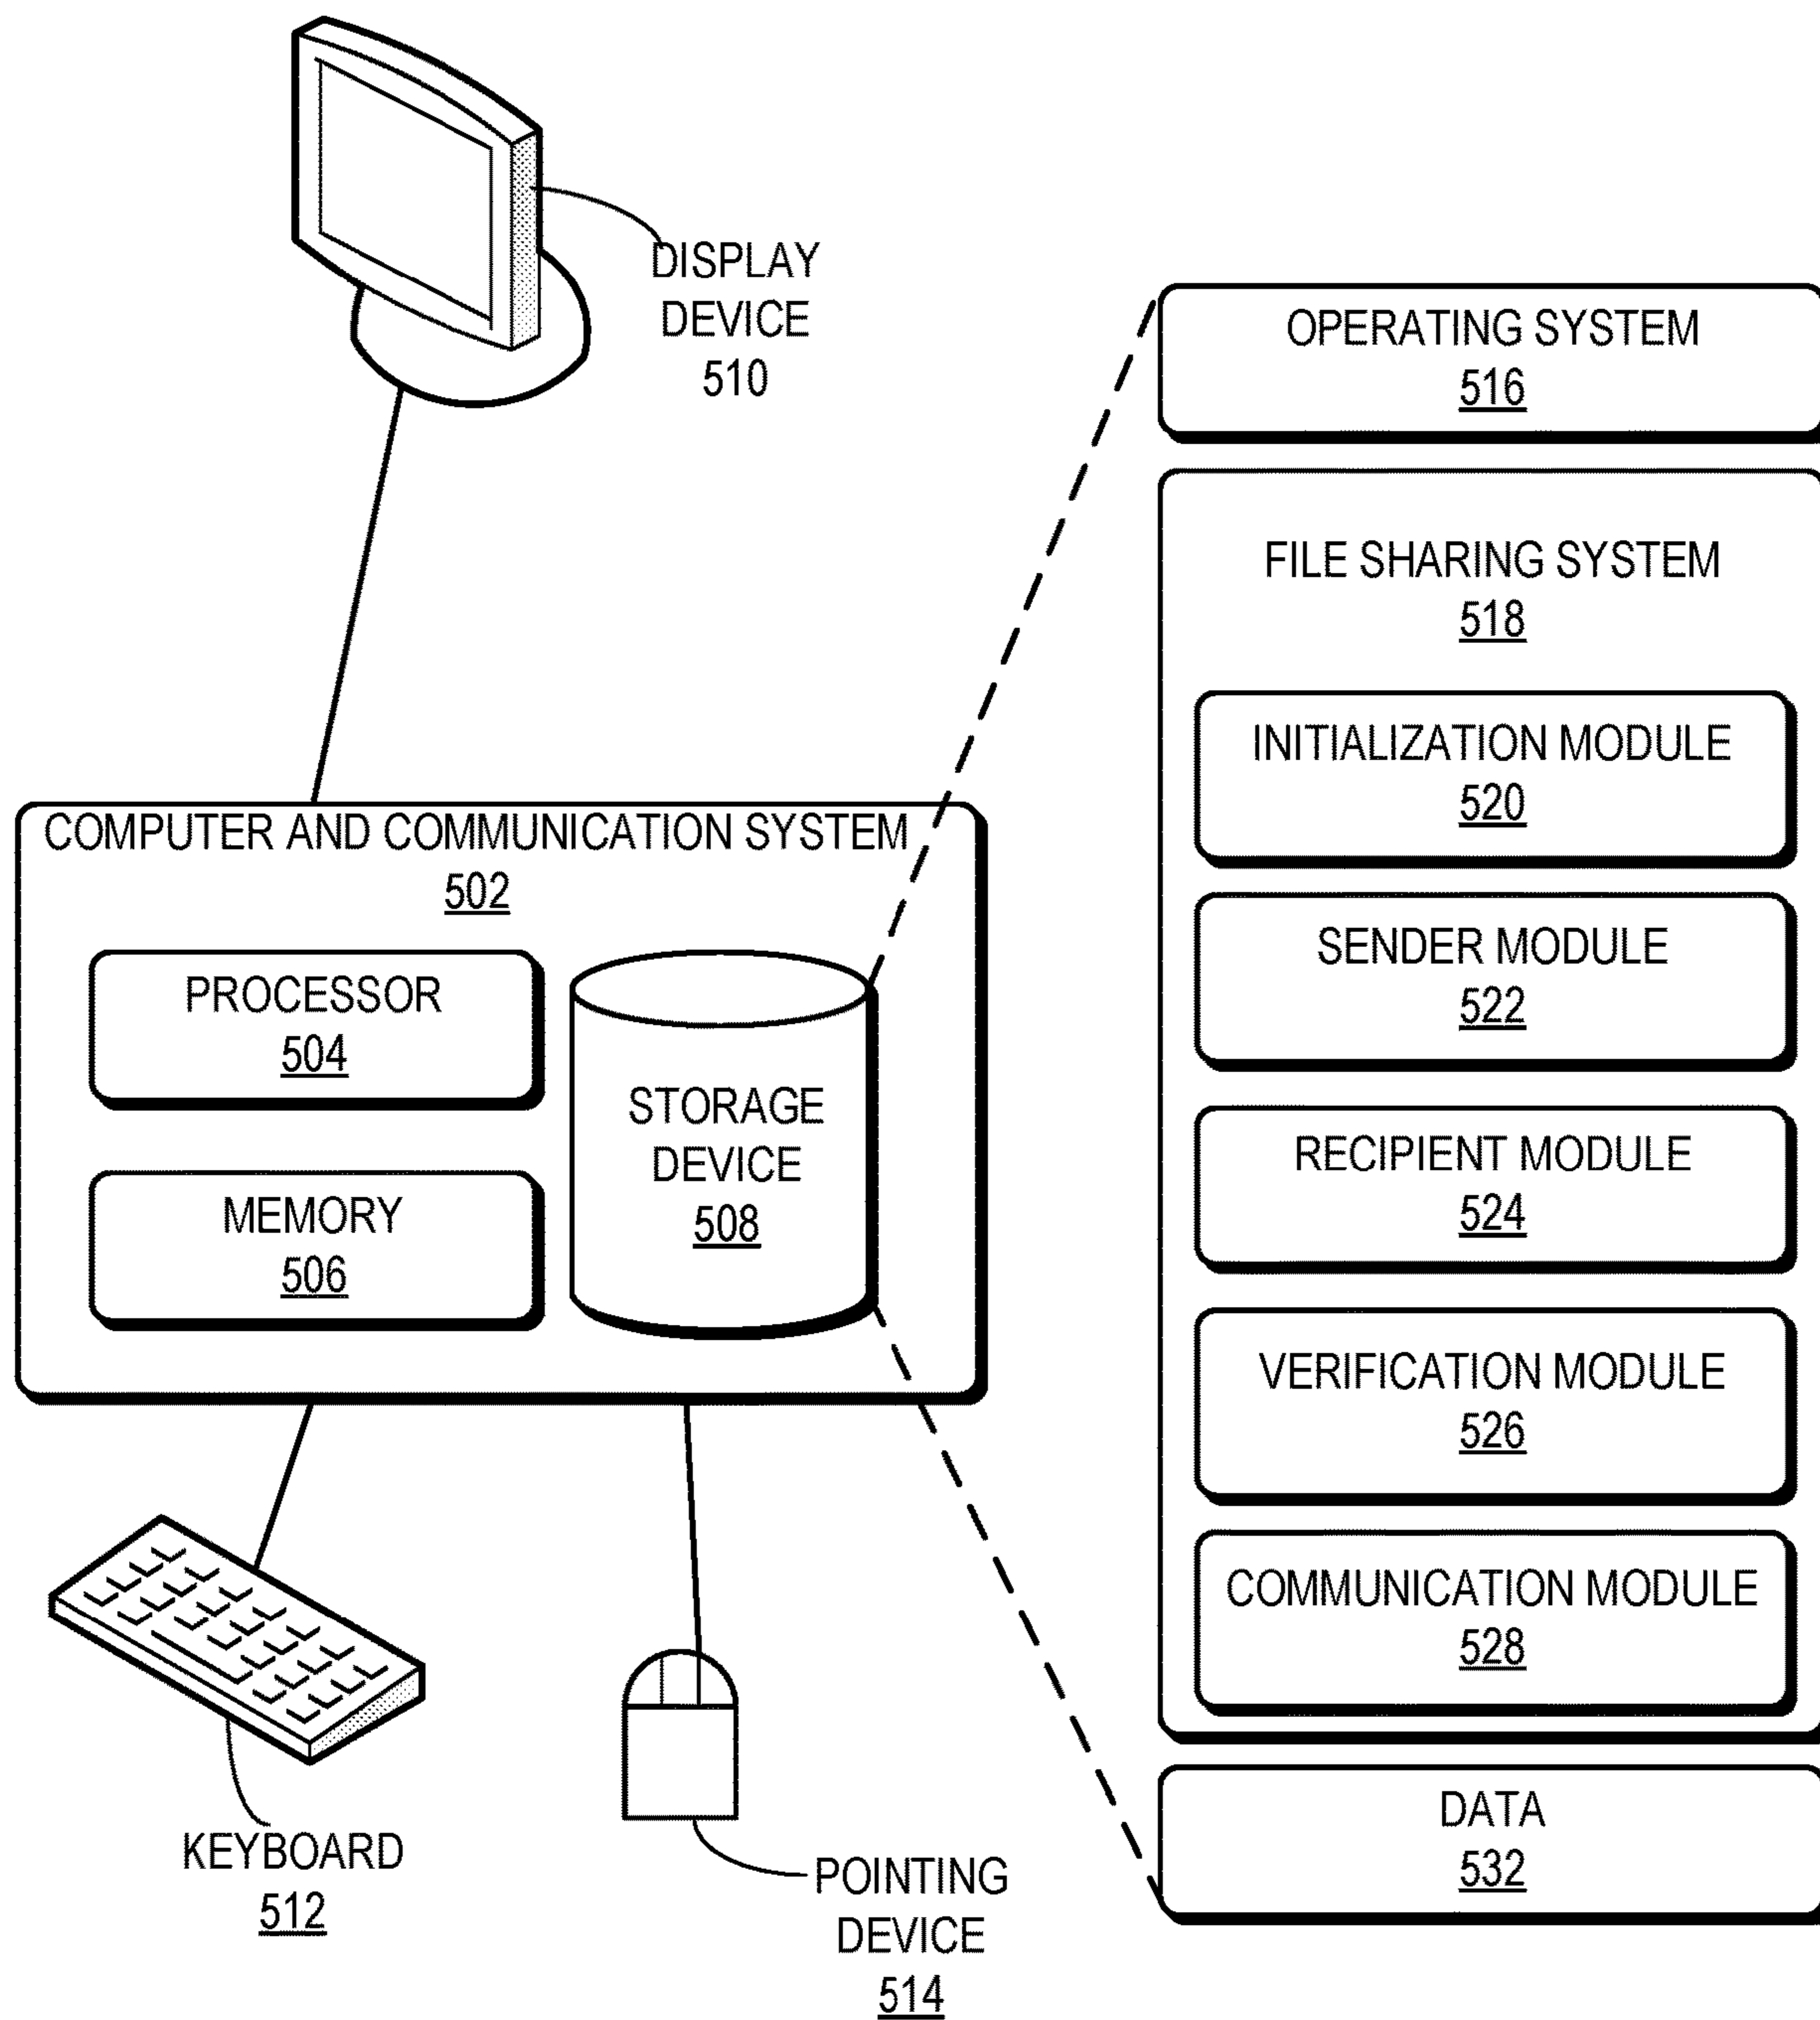 DISPLAY
DEVICE
510
COMPUTER AND COMMUNICATION SYSTEM
502
PROCESSOR
504
MEMORY
506
STORAGE
DEVICE
508
KEYBOARD
512
POINTING
DEVICE
514
OPERATING SYSTEM
516
FILE SHARING SYSTEM
518
INITIALIZATION MODULE
520
SENDER MODULE
522
RECIPIENT MODULE
524
VERIFICATION MODULE
526
COMMUNICATION MODULE
528
DATA
532